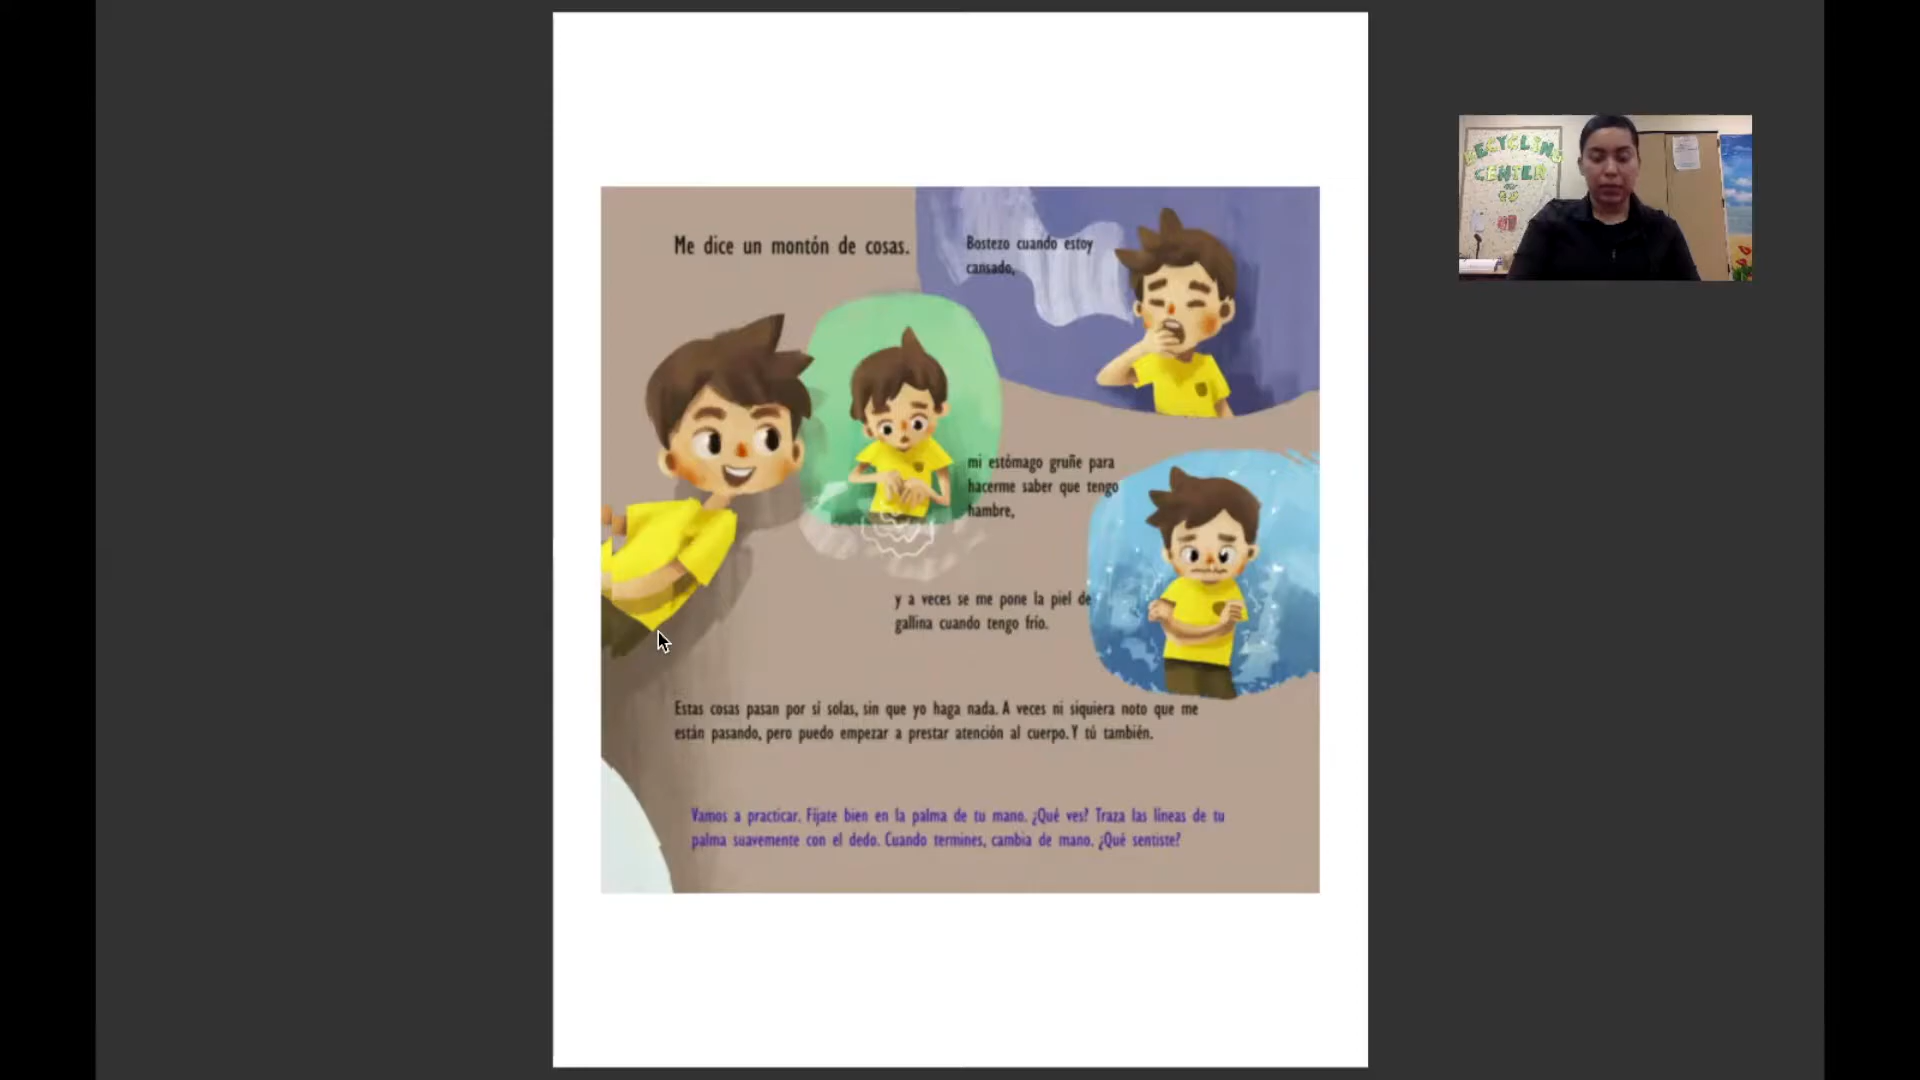 Me dice un montón de cosas.
Bostezo cuando estoy
cansado,
mi estómago gruñe para
hacerme saber que tengo
hambre,
y a veces se me pone la piel de
gallina cuando tengo frío.
Estas cosas pasan por sí solas, sin que yo haga nada. A veces ni siquiera noto que me
están pasando, pero puedo empezar a prestar atención al cuerpo. Y tú también.
Vamos a practicar. Fíjate bien en la palma de tu mano. ¿Qué ves? Traza las líneas de tu
palma suavemente con el dedo. Cuando termines, cambia de mano. ¿Qué sentiste?
RECYCLING
CENTER